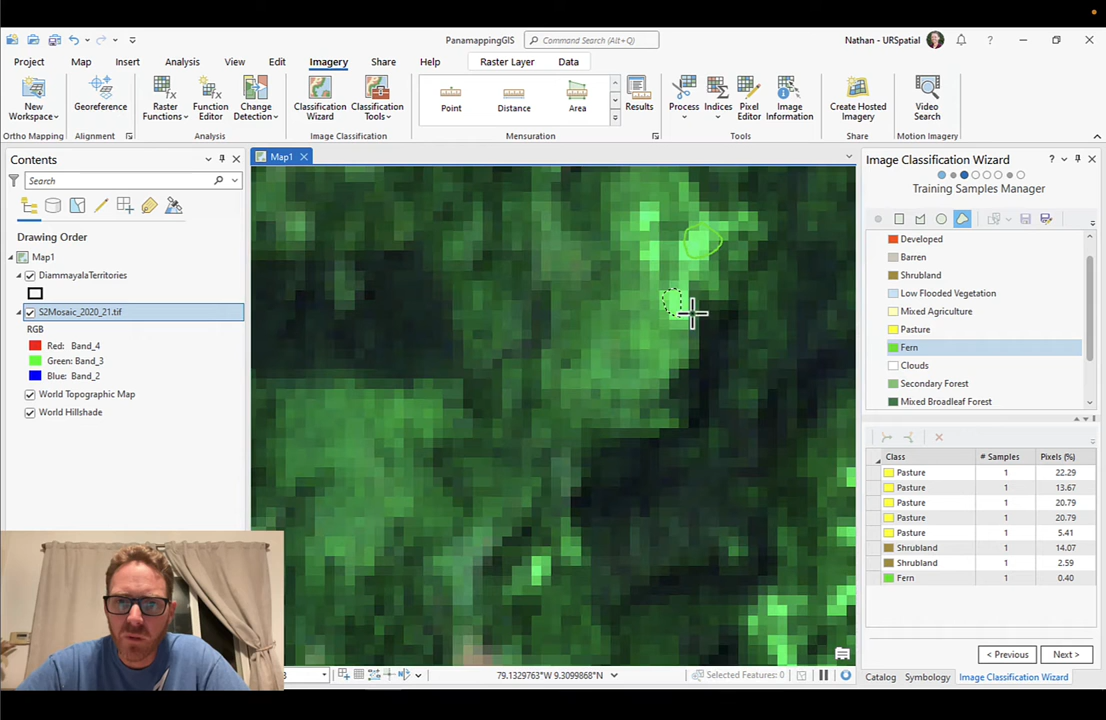 PanamappingGIS
Command Search (Alt+Q)
Nathan - URSpatial
?
Project
Map
Insert
Analysis
View
Edit
Imagery
Share
Help
Raster Layer
Data
New
Workspace
Georeference
Raster
Functions
Function
Editor
Change
Detection
Classification
Wizard
Classification
Tools
Point
Distance
Area
Results
Process
Indices
Pixel
Editor
Image
Information
Create Hosted
Imagery
Video
Search
Ortho Mapping
Alignment
Analysis
Image Classification
Mensuration
Tools
Share
Motion Imagery
Contents
Search
Drawing Order
Map1
DiammayalaTerritories
S2Mosaic_2020_21.tif
RGB
Red: Band_4
Green: Band_3
Blue: Band_2
World Topographic Map
World Hillshade
Map1
79.1329763°W 9.3099868°N
Selected Features: 0
Image Classification Wizard
?
Training Samples Manager
Developed
Barren
Shrubland
Low Flooded Vegetation
Mixed Agriculture
Pasture
Fern
Clouds
Secondary Forest
Mixed Broadleaf Forest
Class # Samples Pixels (%)
Pasture 1 22.29
Pasture 1 13.67
Pasture 1 20.79
Pasture 1 20.79
Pasture 1 5.41
Shrubland 1 14.07
Shrubland 1 2.59
Fern 1 0.40
< Previous
Next >
Catalog
Symbology
Image Classification Wizard